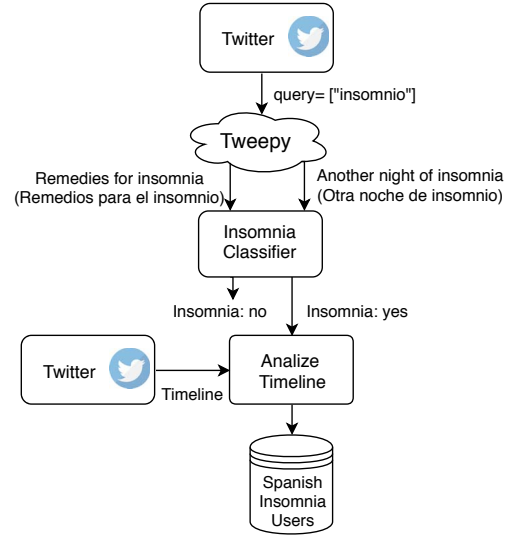 Twitter
query= ["insomnio"]
Tweepy
Remedies for insomnia
(Remedios para el insomnio)
Another night of insomnia
(Otra noche de insomnio)
Insomnia
Classifier
Insomnia: no
Insomnia: yes
Twitter
Timeline
Analize
Timeline
Spanish
Insomnia
Users